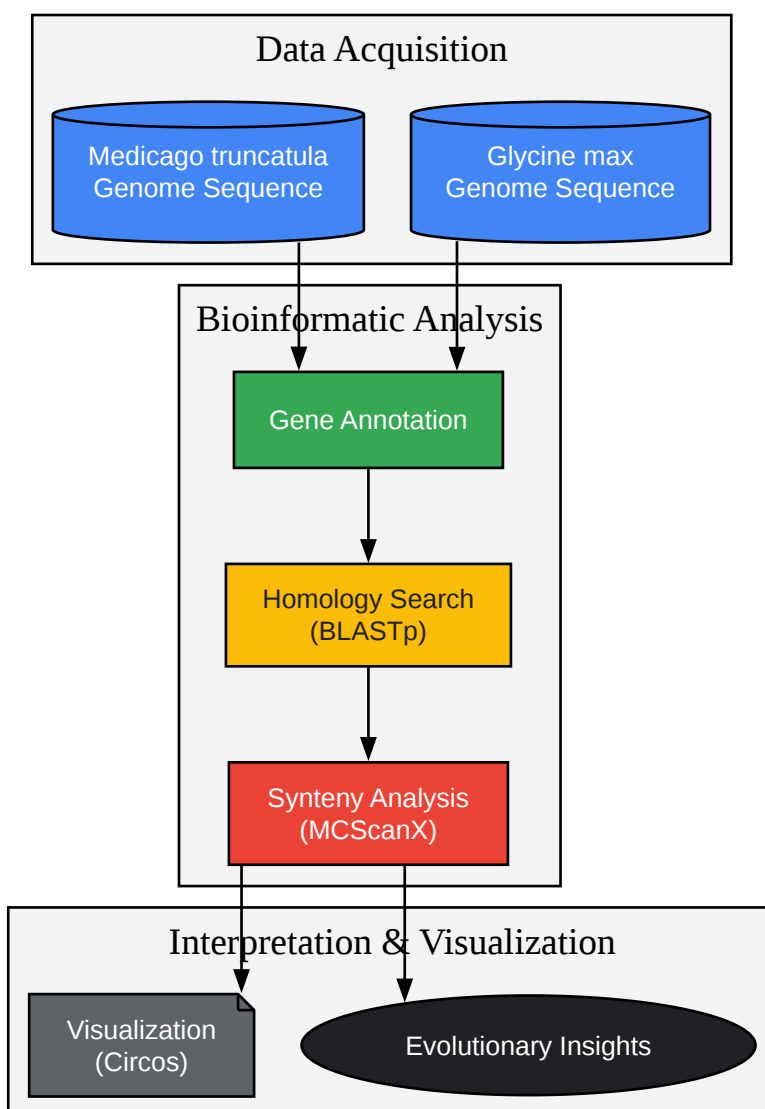 Data Acquisition
Medicago truncatula
Genome Sequence
Glycine max
Genome Sequence
Bioinformatic Analysis
Gene Annotation
Homology Search
(BLASTp)
Synteny Analysis
(MCScanX)
Interpretation & Visualization
Visualization
(Circos)
Evolutionary Insights